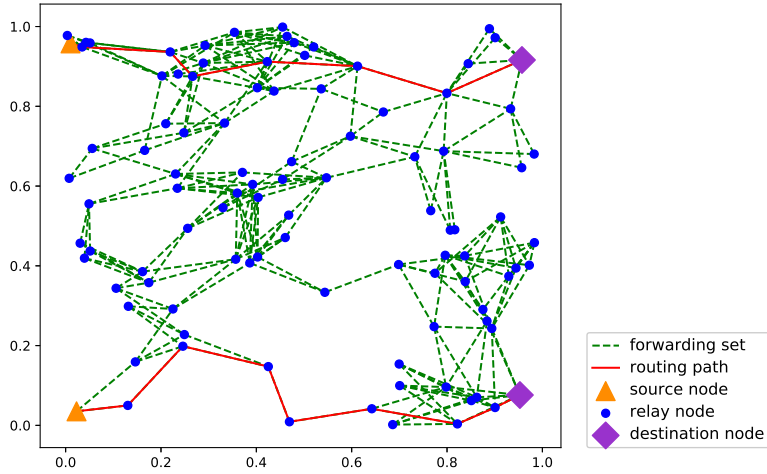 1.0
0.8
0.6
0.4
0.2
0.0
0.0 0.2 0.4 0.6 0.8 1.0
forwarding set
routing path
source node
relay node
destination node